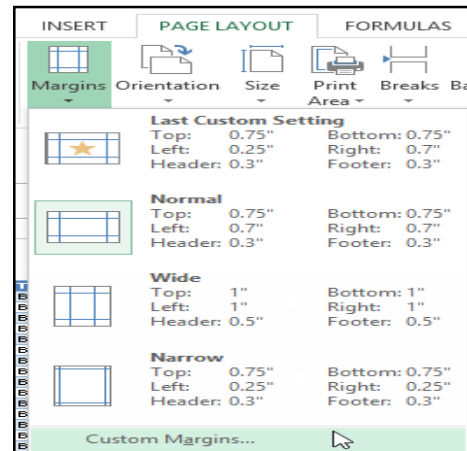 INSERT PAGE LAYOUT FORMULAS
Margins Orientation Size Print Area Breaks Ba
Last Custom Setting
Top: 0.75" Bottom: 0.75"
Left: 0.25" Right: 0.7"
Header: 0.3" Footer: 0.3"
Normal
Top: 0.75" Bottom: 0.75"
Left: 0.7" Right: 0.7"
Header: 0.3" Footer: 0.3"
Wide
Top: 1" Bottom: 1"
Left: 1" Right: 1"
Header: 0.5" Footer: 0.5"
Narrow
Top: 0.75" Bottom: 0.75"
Left: 0.25" Right: 0.25"
Header: 0.3" Footer: 0.3"
Custom Margins...